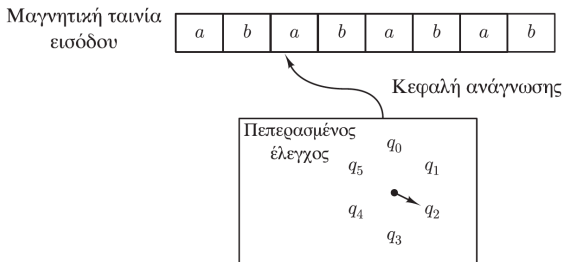 Μαγνητική ταινία
εισόδου
a b a b a b a b
Κεφαλή ανάγνωσης
Πεπερασμένος
έλεγχος
q0
q5 q1
q4 q2
q3